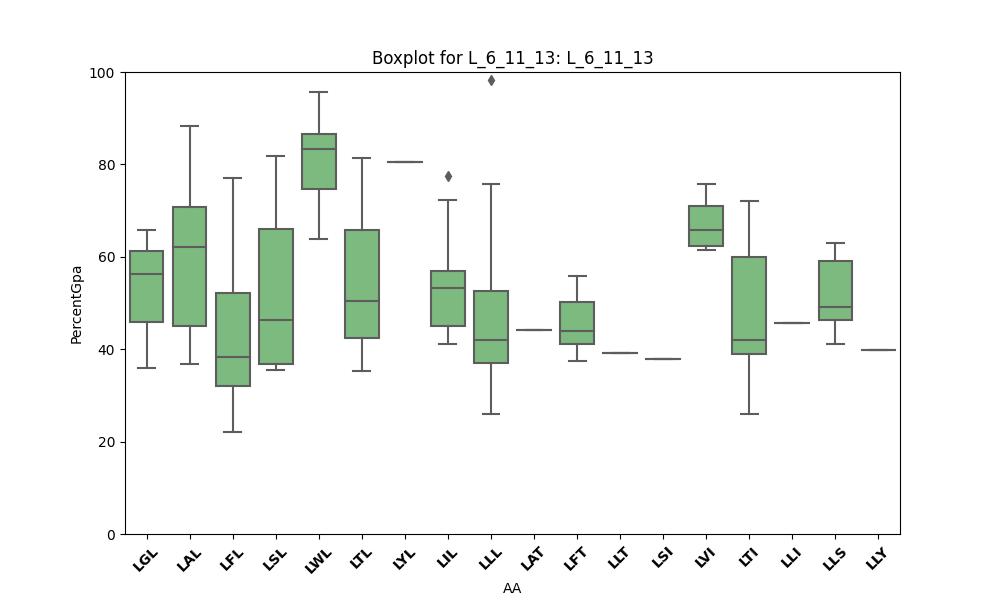 Boxplot for L_6_11_13: L_6_11_13
100
80
60
40
20
0
PercentGpa
LGL LAL LFL LSL LWL LTL LYL LIL LLL LAT LFT LLT LSI LVI LTI LLI LLS LLY
AA